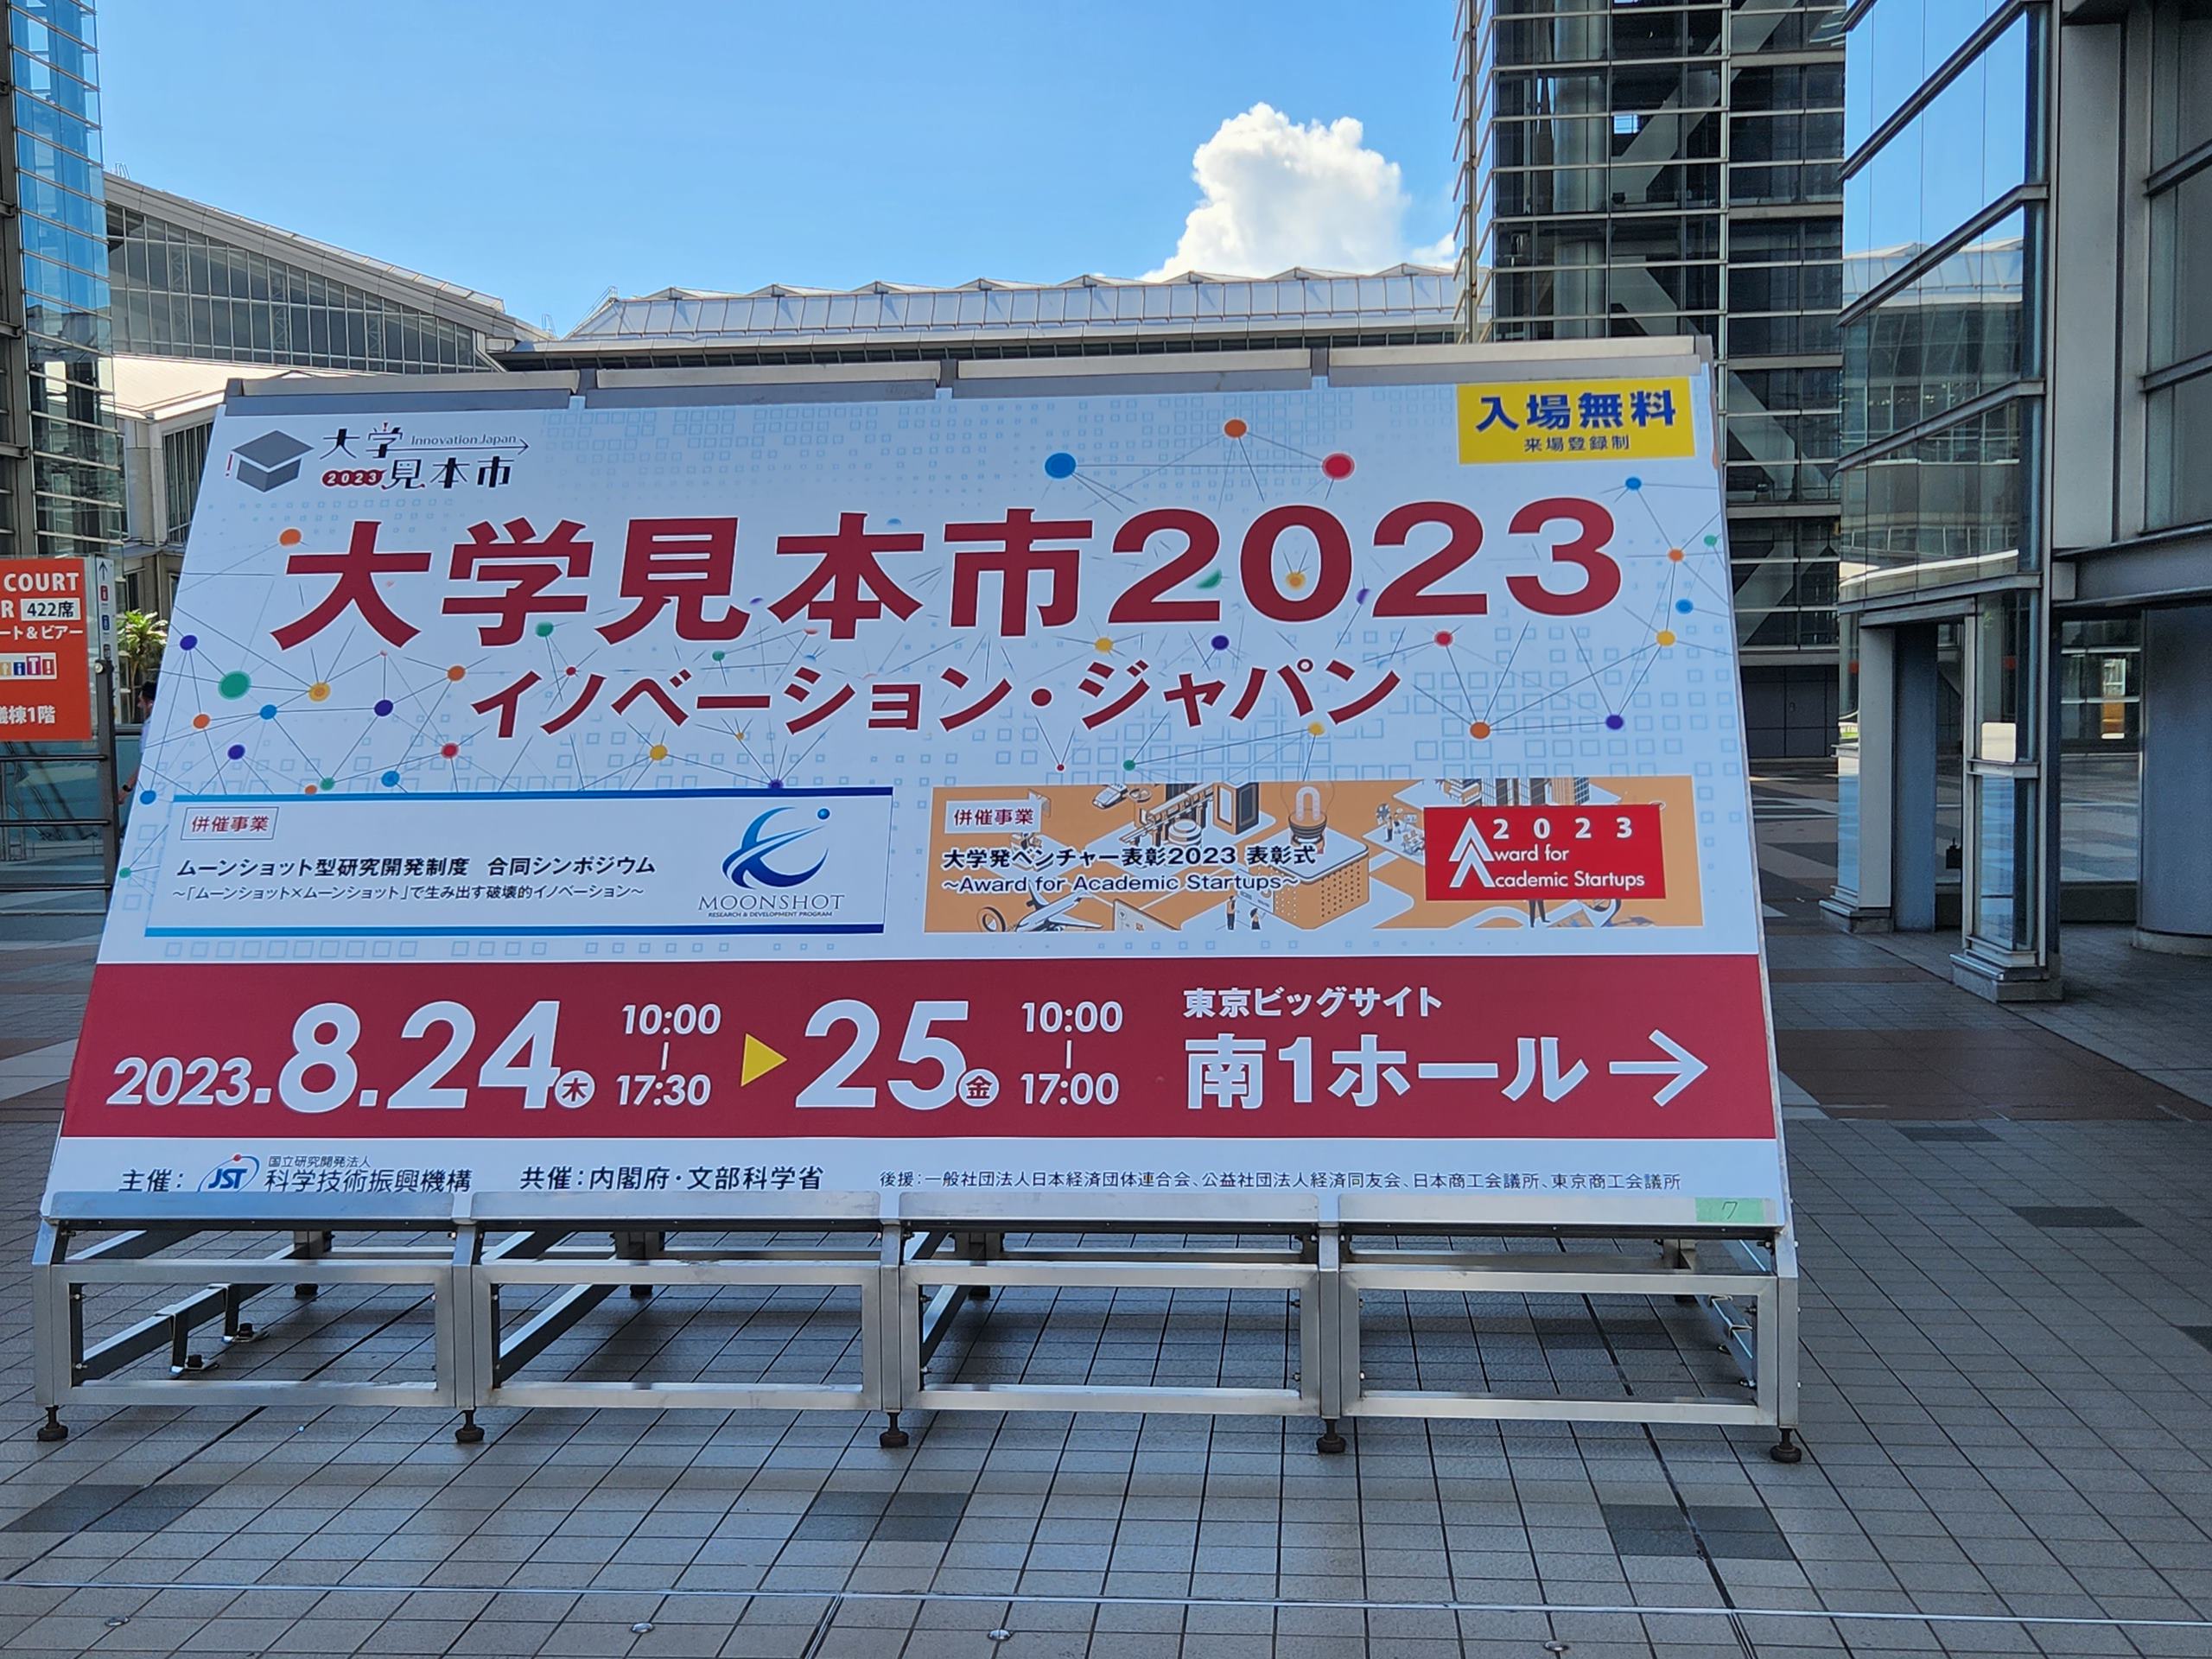 入場無料
来場登録制
大学 Innovation Japan
2023 見本市
大学見本市2023
イノベーション・ジャパン
併催事業
ムーンショット型研究開発制度 合同シンポジウム
～「ムーンショット×ムーンショット」で生み出す破壊的イノベーション～
MOONSHOT
RESEARCH & DEVELOPMENT PROGRAM
併催事業
大学発ベンチャー表彰2023 表彰式
～Award for Academic Startups～
2023
Award for
Academic Startups
2023.8.24木 10:00-17:30 ▶ 25金 10:00-17:00
東京ビッグサイト
南1ホール→
主催: JST 国立研究開発法人 科学技術振興機構
共催:内閣府・文部科学省
後援:一般社団法人日本経済団体連合会、公益社団法人経済同友会、日本商工会議所、東京商工会議所
7
COURT
R 422席
ート&ビアー
棟1階